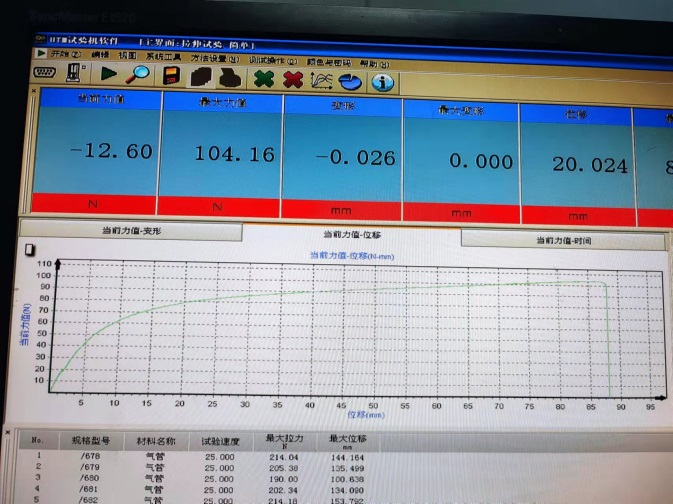 UTM试验机软件 [主界面:拉伸试验 简单]
开始(Z) 编辑 视图 系统工具 方法设置(N) 测试操作(Q) 颜色与密码 帮助(H)
当前力值 最大力值 变形 最大变形 位移
-12.60 104.16 -0.026 0.000 20.024 8
N N mm mm mm
当前力值-变形 当前力值-位移 当前力值-时间
当前力值-位移(N-mm)
当前力值(N)
110
100
90
80
70
60
50
40
30
20
10
5 10 15 20 25 30 35 40 45 50 55 60 65 70 75 80 85 90 95
位移(mm)
No. 规格型号 材料名称 试验速度 最大拉力 最大位移
N mm
1 /678 气管 25.000 214.04 144.164
2 /679 气管 25.000 205.38 135.499
3 /680 气管 25.000 190.00 100.638
4 /681 气管 25.000 202.34 134.090
5 /682 气管 25.000 214.18 153.792